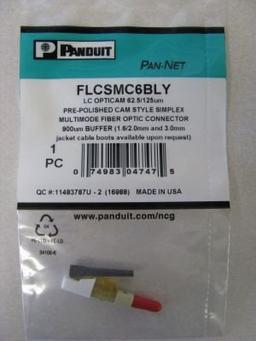 PANDUIT
PAN-NET
FLCSMC6BLY
LC OPTICAM 62.5/125um
PRE-POLISHED CAM STYLE SIMPLEX
MULTIMODE FIBER OPTIC CONNECTOR
900um BUFFER (1.6/2.0mm and 3.0mm
jacket cable boots available upon request)
1
PC
0 74983 04747 5
QC #:11483787U - 2 (16988) MADE IN USA
www.panduit.com/ncg